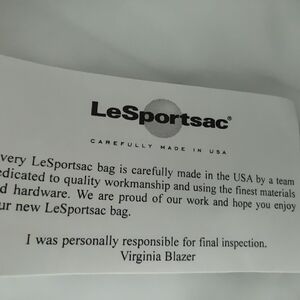 LeSportsac®
CAREFULLY MADE IN USA
very LeSportsac bag is carefully made in the USA by a team
edicated to quality workmanship and using the finest materials
d hardware. We are proud of our work and hope you enjoy
ur new LeSportsac bag.
I was personally responsible for final inspection.
Virginia Blazer